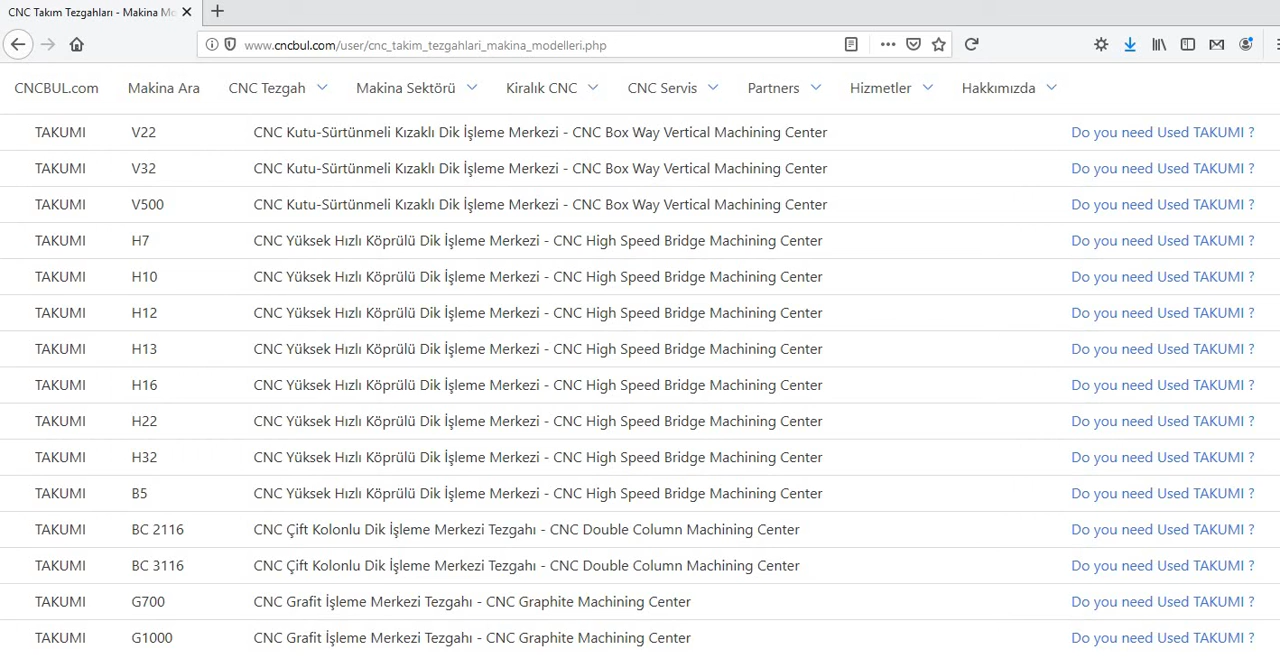 CNC Takım Tezgahları - Makina Mo
www.cncbul.com/user/cnc_takim_tezgahlari_makina_modelleri.php
CNCBUL.com Makina Ara CNC Tezgah Makina Sektörü Kiralık CNC CNC Servis Partners Hizmetler Hakkımızda
TAKUMI V22 CNC Kutu-Sürtünmeli Kızaklı Dik İşleme Merkezi - CNC Box Way Vertical Machining Center Do you need Used TAKUMI ?
TAKUMI V32 CNC Kutu-Sürtünmeli Kızaklı Dik İşleme Merkezi - CNC Box Way Vertical Machining Center Do you need Used TAKUMI ?
TAKUMI V500 CNC Kutu-Sürtünmeli Kızaklı Dik İşleme Merkezi - CNC Box Way Vertical Machining Center Do you need Used TAKUMI ?
TAKUMI H7 CNC Yüksek Hızlı Köprülü Dik İşleme Merkezi - CNC High Speed Bridge Machining Center Do you need Used TAKUMI ?
TAKUMI H10 CNC Yüksek Hızlı Köprülü Dik İşleme Merkezi - CNC High Speed Bridge Machining Center Do you need Used TAKUMI ?
TAKUMI H12 CNC Yüksek Hızlı Köprülü Dik İşleme Merkezi - CNC High Speed Bridge Machining Center Do you need Used TAKUMI ?
TAKUMI H13 CNC Yüksek Hızlı Köprülü Dik İşleme Merkezi - CNC High Speed Bridge Machining Center Do you need Used TAKUMI ?
TAKUMI H16 CNC Yüksek Hızlı Köprülü Dik İşleme Merkezi - CNC High Speed Bridge Machining Center Do you need Used TAKUMI ?
TAKUMI H22 CNC Yüksek Hızlı Köprülü Dik İşleme Merkezi - CNC High Speed Bridge Machining Center Do you need Used TAKUMI ?
TAKUMI H32 CNC Yüksek Hızlı Köprülü Dik İşleme Merkezi - CNC High Speed Bridge Machining Center Do you need Used TAKUMI ?
TAKUMI B5 CNC Yüksek Hızlı Köprülü Dik İşleme Merkezi - CNC High Speed Bridge Machining Center Do you need Used TAKUMI ?
TAKUMI BC 2116 CNC Çift Kolonlu Dik İşleme Merkezi Tezgahı - CNC Double Column Machining Center Do you need Used TAKUMI ?
TAKUMI BC 3116 CNC Çift Kolonlu Dik İşleme Merkezi Tezgahı - CNC Double Column Machining Center Do you need Used TAKUMI ?
TAKUMI G700 CNC Grafit İşleme Merkezi Tezgahı - CNC Graphite Machining Center Do you need Used TAKUMI ?
TAKUMI G1000 CNC Grafit İşleme Merkezi Tezgahı - CNC Graphite Machining Center Do you need Used TAKUMI ?